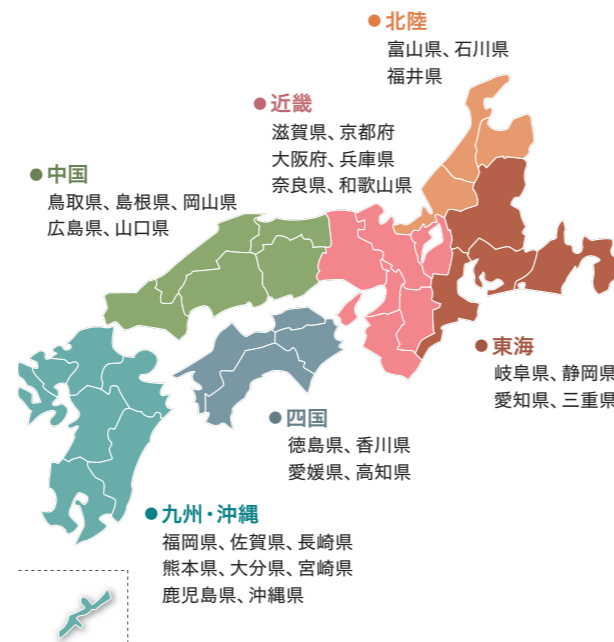 ●北陸
富山県、石川県
福井県
●近畿
滋賀県、京都府
大阪府、兵庫県
奈良県、和歌山県
●中国
鳥取県、島根県、岡山県
広島県、山口県
●東海
岐阜県、静岡県
愛知県、三重県
●四国
徳島県、香川県
愛媛県、高知県
●九州・沖縄
福岡県、佐賀県、長崎県
熊本県、大分県、宮崎県
鹿児島県、沖縄県